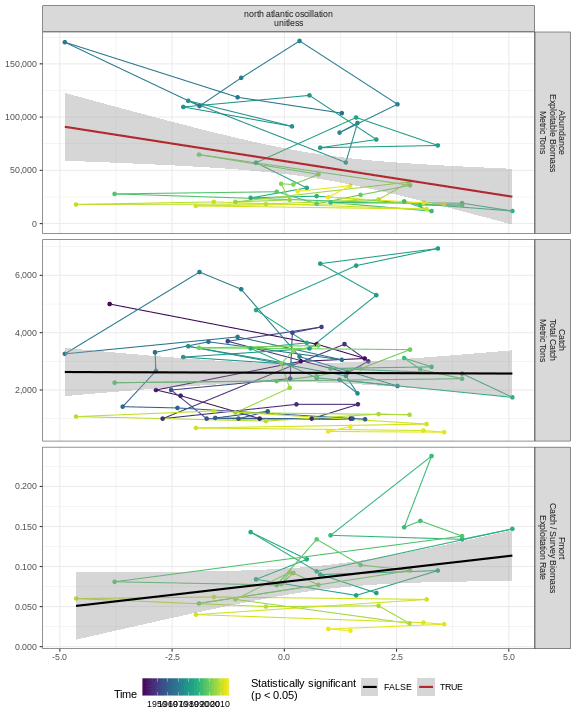 north atlantic oscillation
unitless
150,000
100,000
50,000
0
Abundance
Exploitable Biomass
Metric Tons
6,000
4,000
2,000
Catch
Total Catch
Metric Tons
0.200
0.150
0.100
0.050
0.000
Fmort
Catch / Survey Biomass
Exploitation Rate
-5.0
-2.5
0.0
2.5
5.0
Time
Statistically significant
(p < 0.05)
FALSE
TRUE